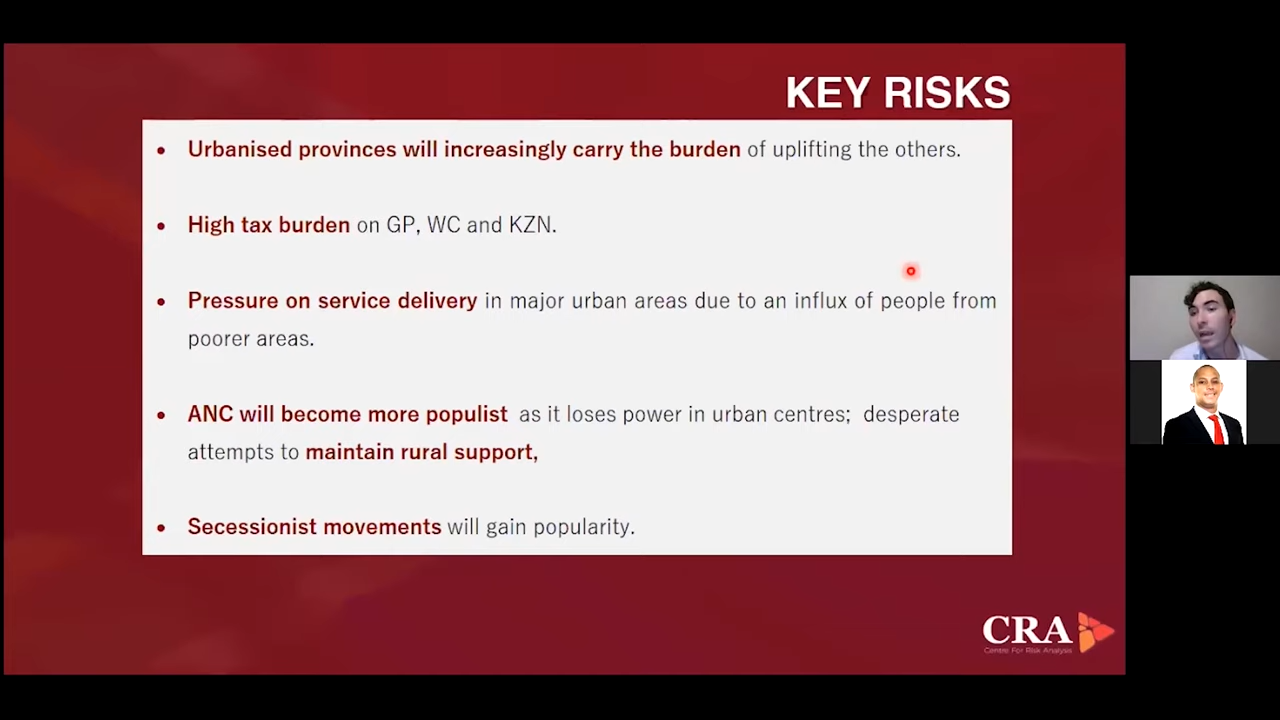 KEY RISKS
• Urbanised provinces will increasingly carry the burden of uplifting the others.
• High tax burden on GP, WC and KZN.
• Pressure on service delivery in major urban areas due to an influx of people from
poorer areas.
• ANC will become more populist as it loses power in urban centres; desperate
attempts to maintain rural support,
• Secessionist movements will gain popularity.
CRA
Centre For Risk Analysis